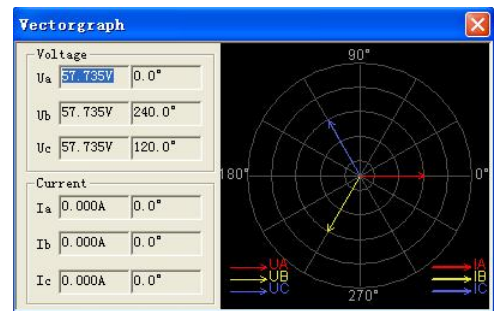 Vectorgraph
Voltage
Ua 57.735V 0.0°
Ub 57.735V 240.0°
Uc 57.735V 120.0°
Current
Ia 0.000A 0.0°
Ib 0.000A 0.0°
Ic 0.000A 0.0°
90°
180° 0°
270°
UA IA
UB IB
UC IC